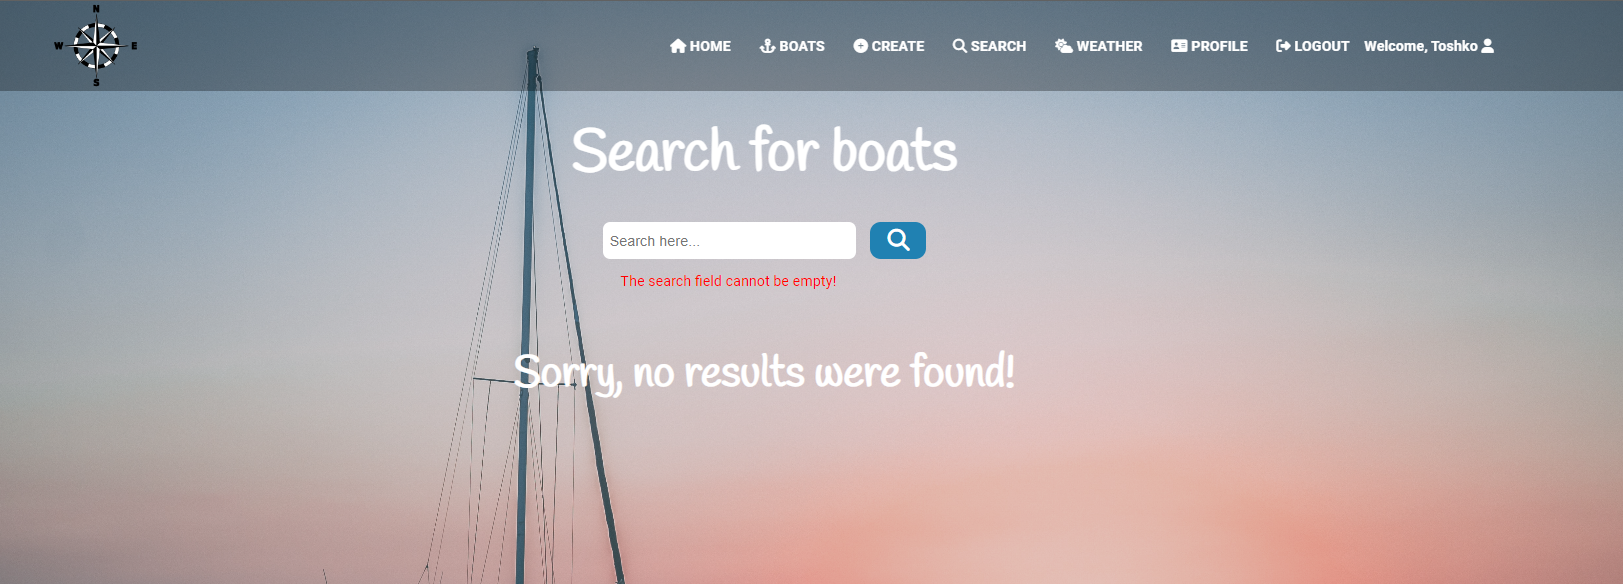 N
W E
S
HOME BOATS CREATE SEARCH WEATHER PROFILE LOGOUT Welcome, Toshko
Search for boats
Search here...
The search field cannot be empty!
Sorry, no results were found!